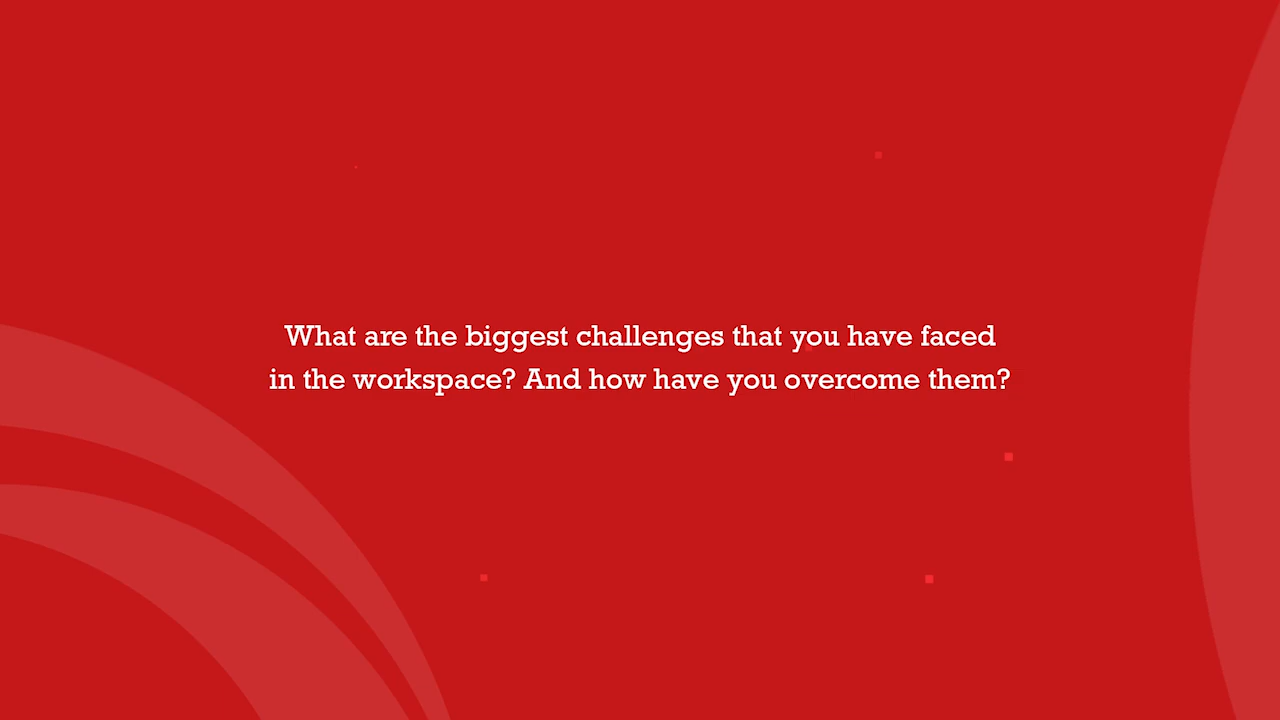 What are the biggest challenges that you have faced
in the workspace? And how have you overcome them?